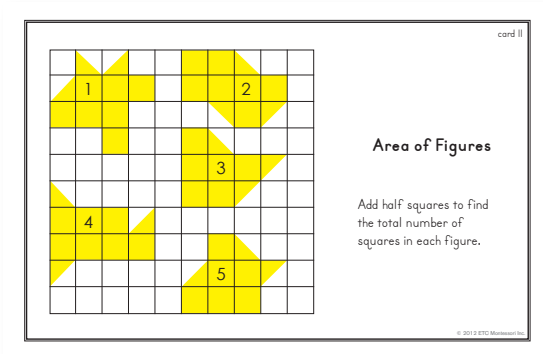 card II
1
2
3
4
5
Area of Figures
Add half squares to find
the total number of
squares in each figure.
© 2013 ETC Montessori Inc.